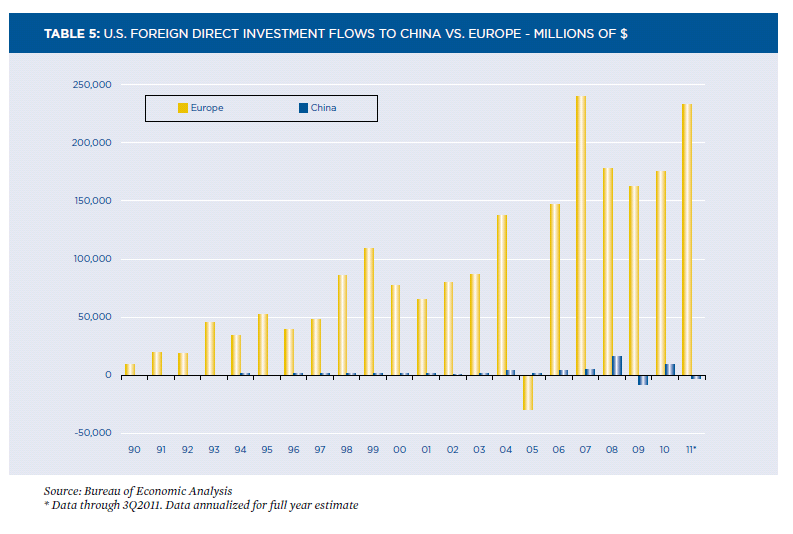 TABLE 5: U.S. FOREIGN DIRECT INVESTMENT FLOWS TO CHINA VS. EUROPE - MILLIONS OF $
250,000
Europe China
200,000
150,000
100,000
50,000
0
-50,000
90 91 92 93 94 95 96 97 98 99 00 01 02 03 04 05 06 07 08 09 10 11*
Source: Bureau of Economic Analysis
* Data through 3Q2011. Data annualized for full year estimate